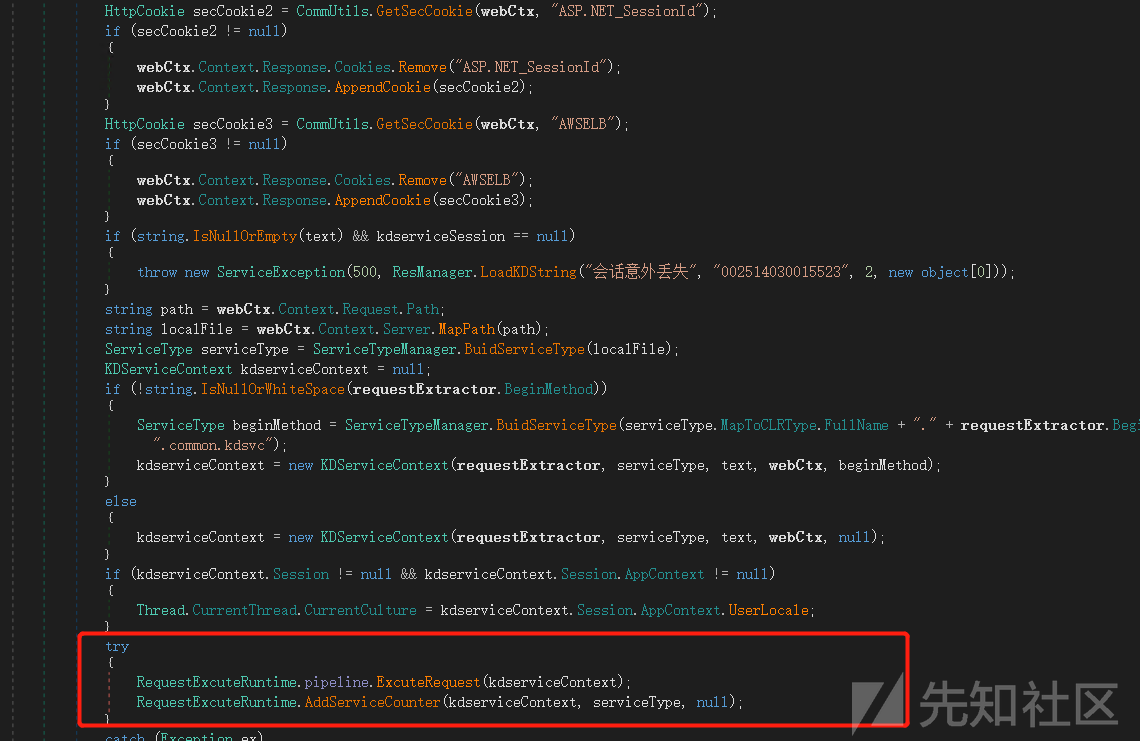 HttpCookie secCookie2 = CommUtils.GetSecCookie(webCtx, "ASP.NET_SessionId");
if (secCookie2 != null)
{
webCtx.Context.Response.Cookies.Remove("ASP.NET_SessionId");
webCtx.Context.Response.AppendCookie(secCookie2);
}
HttpCookie secCookie3 = CommUtils.GetSecCookie(webCtx, "AWSELB");
if (secCookie3 != null)
{
webCtx.Context.Response.Cookies.Remove("AWSELB");
webCtx.Context.Response.AppendCookie(secCookie3);
}
if (string.IsNullOrEmpty(text) && kdserviceSession == null)
{
throw new ServiceException(500, ResManager.LoadKDString("会话意外丢失", "002514030015523", 2, new object[0]));
}
string path = webCtx.Context.Request.Path;
string localFile = webCtx.Context.Server.MapPath(path);
ServiceType serviceType = ServiceTypeManager.BuidServiceType(localFile);
KDServiceContext kdserviceContext = null;
if (!string.IsNullOrWhiteSpace(requestExtractor.BeginMethod))
{
ServiceType beginMethod = ServiceTypeManager.BuidServiceType(serviceType.MapToCLRType.FullName + "." + requestExtractor.Begi
".common.kdsvc");
kdserviceContext = new KDServiceContext(requestExtractor, serviceType, text, webCtx, beginMethod);
}
else
{
kdserviceContext = new KDServiceContext(requestExtractor, serviceType, text, webCtx, null);
}
if (kdserviceContext.Session != null && kdserviceContext.Session.AppContext != null)
{
Thread.CurrentThread.CurrentCulture = kdserviceContext.Session.AppContext.UserLocale;
}
try
{
RequestExcuteRuntime.pipeline.ExcuteRequest(kdserviceContext);
RequestExcuteRuntime.AddServiceCounter(kdserviceContext, serviceType, null);
}
catch (Exception ex)
先知社区